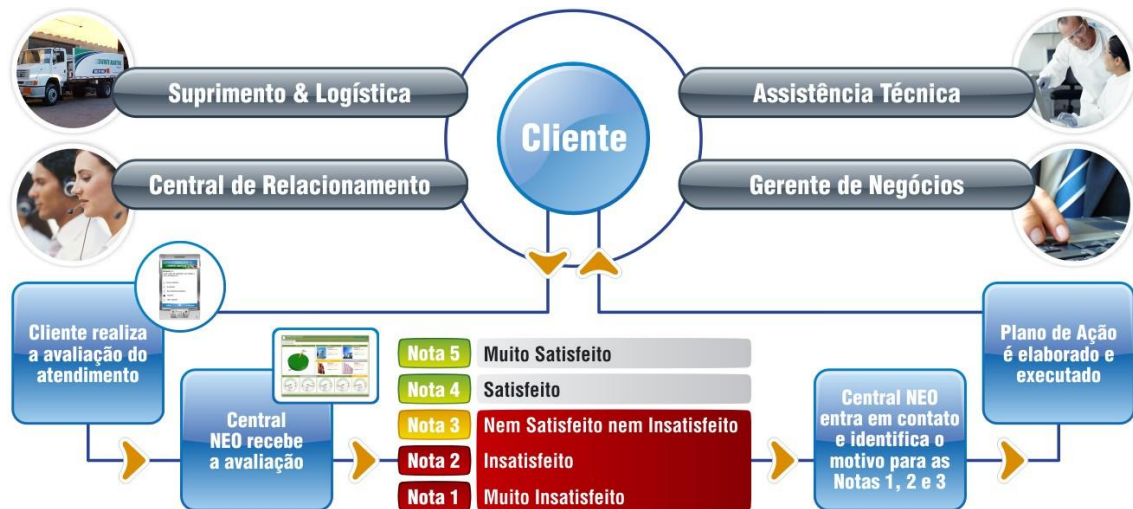 Suprimento & Logística
Assistência Técnica
Cliente
Central de Relacionamento
Gerente de Negócios
Cliente realiza
a avaliação do
atendimento
Central
NEO recebe
a avaliação
Nota 5 Muito Satisfeito
Nota 4 Satisfeito
Nota 3 Nem Satisfeito nem Insatisfeito
Nota 2 Insatisfeito
Nota 1 Muito Insatisfeito
Central NEO
entra em contato
e identifica o
motivo para as
Notas 1, 2 e 3
Plano de Ação
é elaborado e
executado